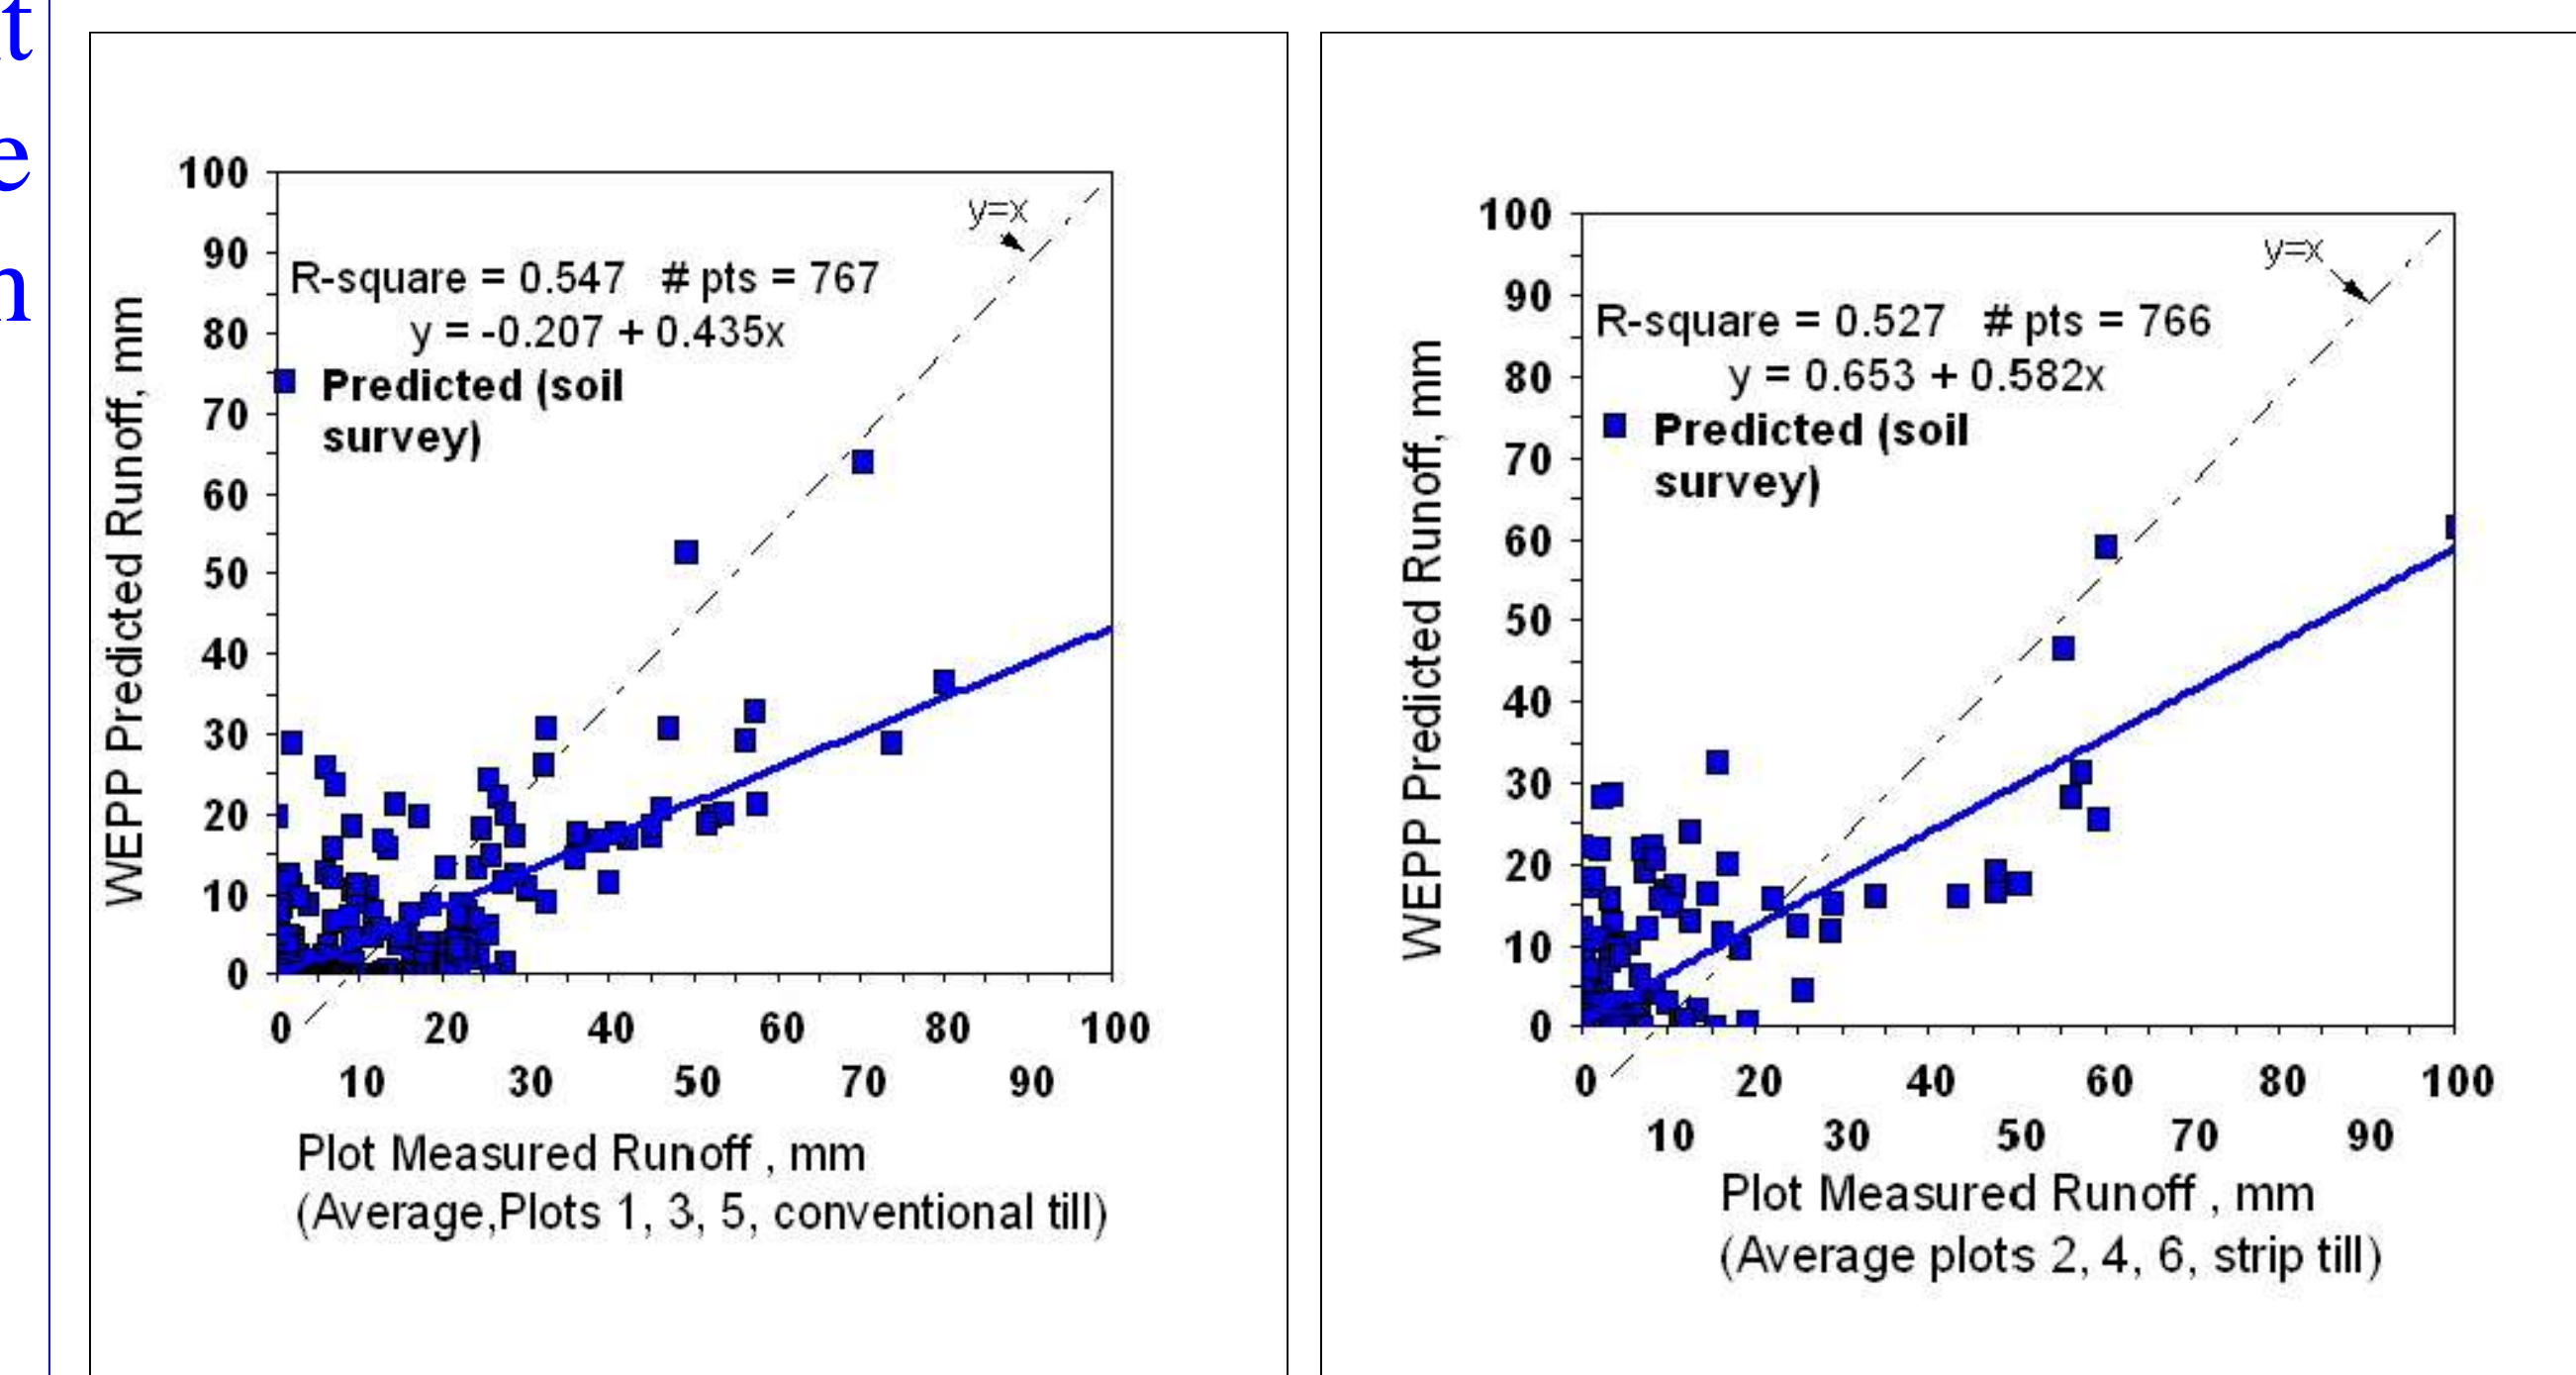 t
e
n
100
90
80
70
60
50
40
30
20
10
0
WEPP Predicted Runoff, mm
y=x
R-square = 0.547 # pts = 767
y = -0.207 + 0.435x
Predicted (soil
survey)
0 20 40 60 80 100
10 30 50 70 90
Plot Measured Runoff , mm
(Average,Plots 1, 3, 5, conventional till)
100
90
80
70
60
50
40
30
20
10
0
WEPP Predicted Runoff, mm
y=x
R-square = 0.527 # pts = 766
y = 0.653 + 0.582x
Predicted (soil
survey)
0 20 40 60 80 100
10 30 50 70 90
Plot Measured Runoff , mm
(Average plots 2, 4, 6, strip till)